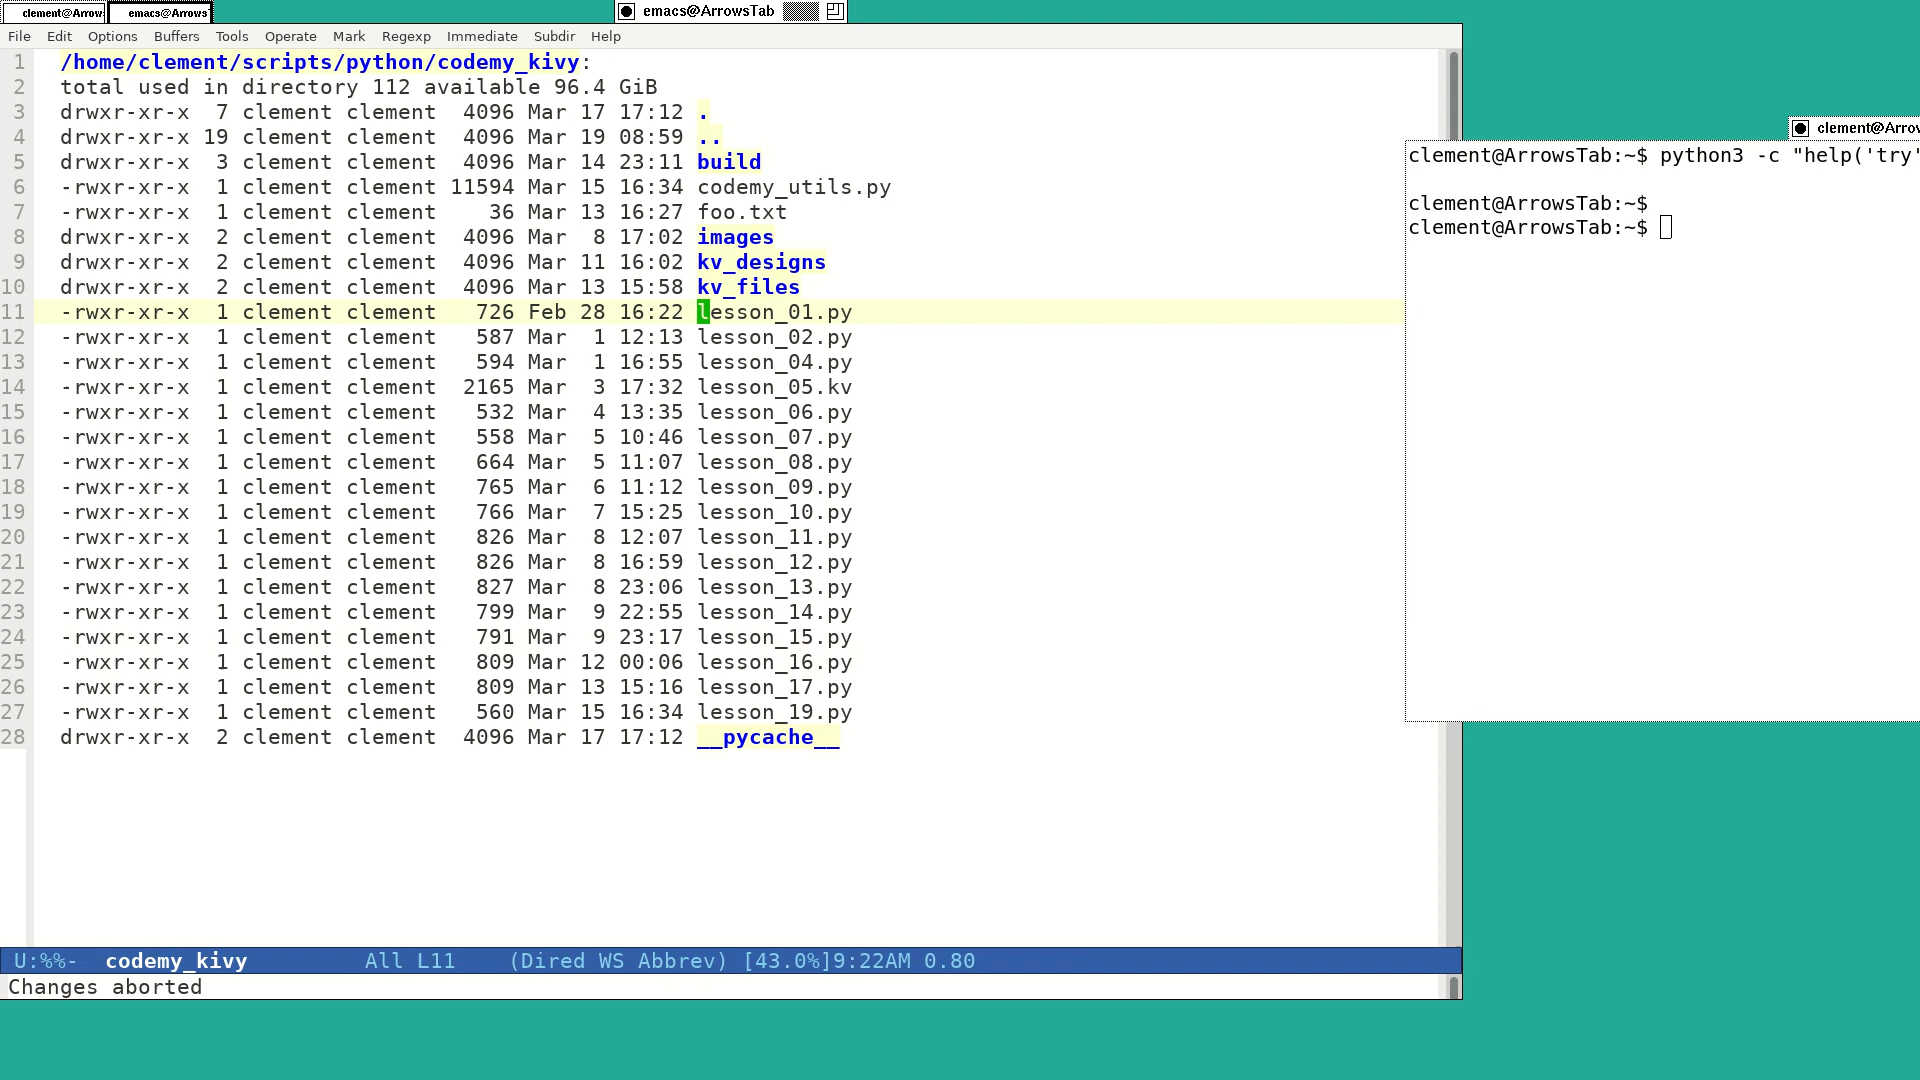 clement@Arrow
emacs@Arrows
emacs@ArrowsTab
File Edit Options Buffers Tools Operate Mark Regexp Immediate Subdir Help
1 /home/clement/scripts/python/codemy_kivy:
2 total used in directory 112 available 96.4 GiB
3 drwxr-xr-x 7 clement clement 4096 Mar 17 17:12 .
4 drwxr-xr-x 19 clement clement 4096 Mar 19 08:59 ..
5 drwxr-xr-x 3 clement clement 4096 Mar 14 23:11 build
6 -rwxr-xr-x 1 clement clement 11594 Mar 15 16:34 codemy_utils.py
7 -rwxr-xr-x 1 clement clement 36 Mar 13 16:27 foo.txt
8 drwxr-xr-x 2 clement clement 4096 Mar 8 17:02 images
9 drwxr-xr-x 2 clement clement 4096 Mar 11 16:02 kv_designs
10 drwxr-xr-x 2 clement clement 4096 Mar 13 15:58 kv_files
11 -rwxr-xr-x 1 clement clement 726 Feb 28 16:22 lesson_01.py
12 -rwxr-xr-x 1 clement clement 587 Mar 1 12:13 lesson_02.py
13 -rwxr-xr-x 1 clement clement 594 Mar 1 16:55 lesson_04.py
14 -rwxr-xr-x 1 clement clement 2165 Mar 3 17:32 lesson_05.kv
15 -rwxr-xr-x 1 clement clement 532 Mar 4 13:35 lesson_06.py
16 -rwxr-xr-x 1 clement clement 558 Mar 5 10:46 lesson_07.py
17 -rwxr-xr-x 1 clement clement 664 Mar 5 11:07 lesson_08.py
18 -rwxr-xr-x 1 clement clement 765 Mar 6 11:12 lesson_09.py
19 -rwxr-xr-x 1 clement clement 766 Mar 7 15:25 lesson_10.py
20 -rwxr-xr-x 1 clement clement 826 Mar 8 12:07 lesson_11.py
21 -rwxr-xr-x 1 clement clement 826 Mar 8 16:59 lesson_12.py
22 -rwxr-xr-x 1 clement clement 827 Mar 8 23:06 lesson_13.py
23 -rwxr-xr-x 1 clement clement 799 Mar 9 22:55 lesson_14.py
24 -rwxr-xr-x 1 clement clement 791 Mar 9 23:17 lesson_15.py
25 -rwxr-xr-x 1 clement clement 809 Mar 12 00:06 lesson_16.py
26 -rwxr-xr-x 1 clement clement 809 Mar 13 15:16 lesson_17.py
27 -rwxr-xr-x 1 clement clement 560 Mar 15 16:34 lesson_19.py
28 drwxr-xr-x 2 clement clement 4096 Mar 17 17:12 __pycache__
U:%%- codemy_kivy All L11 (Dired WS Abbrev) [43.0%]9:22AM 0.80
Changes aborted
clement@Arrow
clement@ArrowsTab:~$ python3 -c "help('try'
clement@ArrowsTab:~$
clement@ArrowsTab:~$